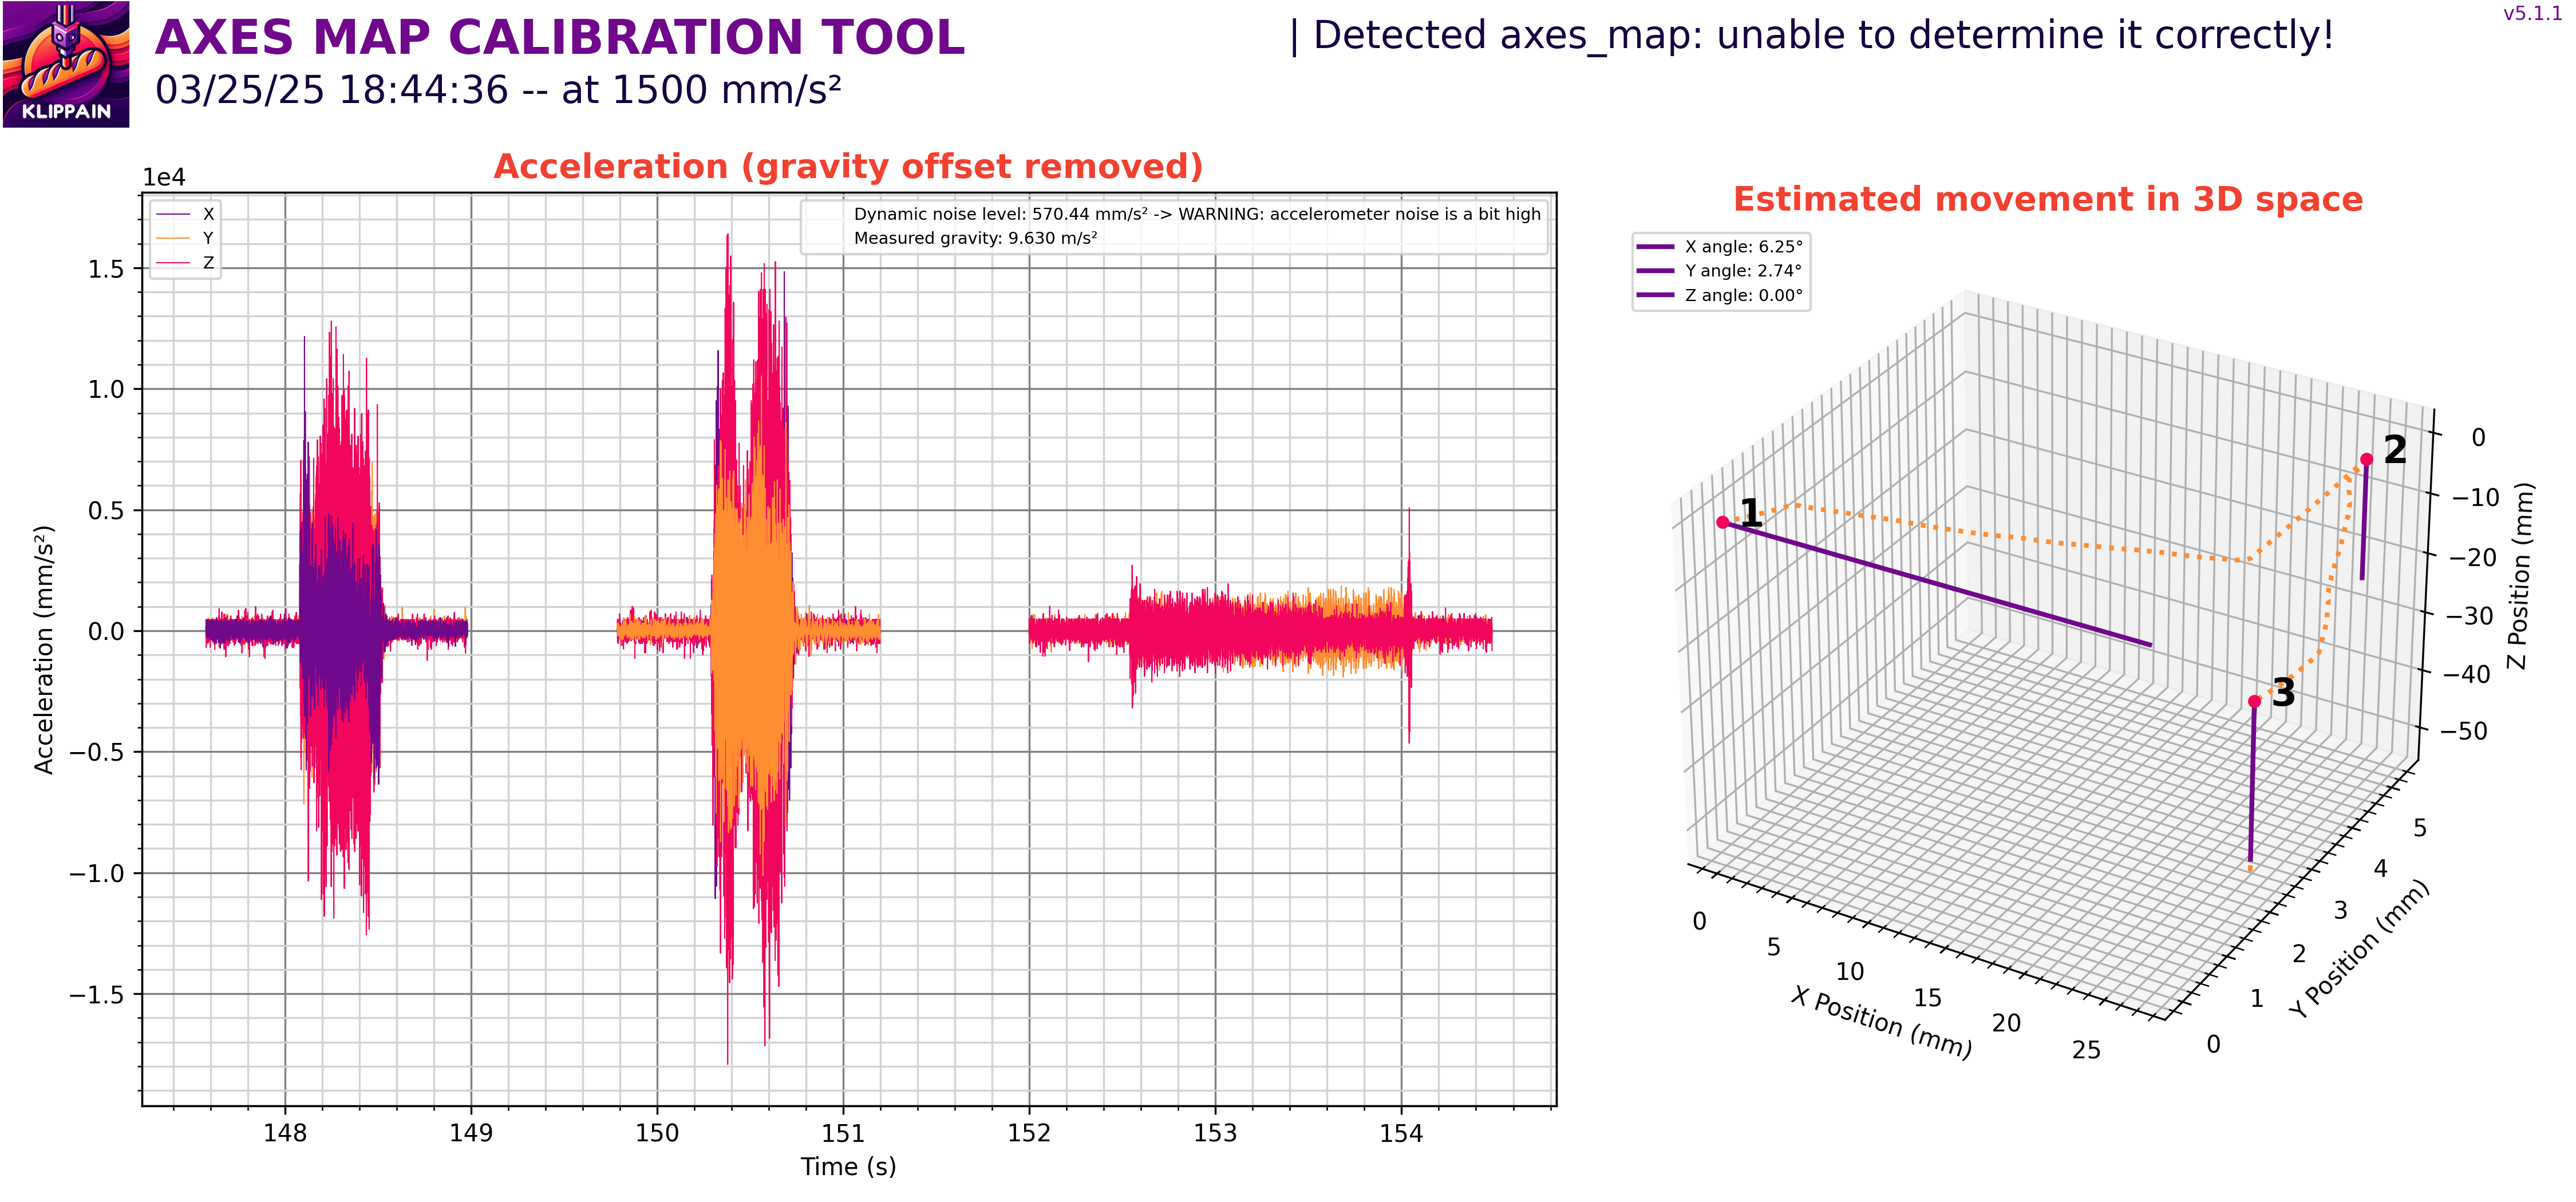 KLIPPAIN
AXES MAP CALIBRATION TOOL
03/25/25 18:44:36 -- at 1500 mm/s²
| Detected axes_map: unable to determine it correctly!
v5.1.1
Acceleration (gravity offset removed)
1e4
X
Y
Z
Dynamic noise level: 570.44 mm/s² -> WARNING: accelerometer noise is a bit high
Measured gravity: 9.630 m/s²
1.5
1.0
0.5
0.0
−0.5
−1.0
−1.5
Acceleration (mm/s²)
148
149
150
151
152
153
154
Time (s)
Estimated movement in 3D space
X angle: 6.25°
Y angle: 2.74°
Z angle: 0.00°
1
2
3
0
−10
−20
−30
−40
−50
Z Position (mm)
0
5
10
15
20
25
X Position (mm)
0
1
2
3
4
5
Y Position (mm)